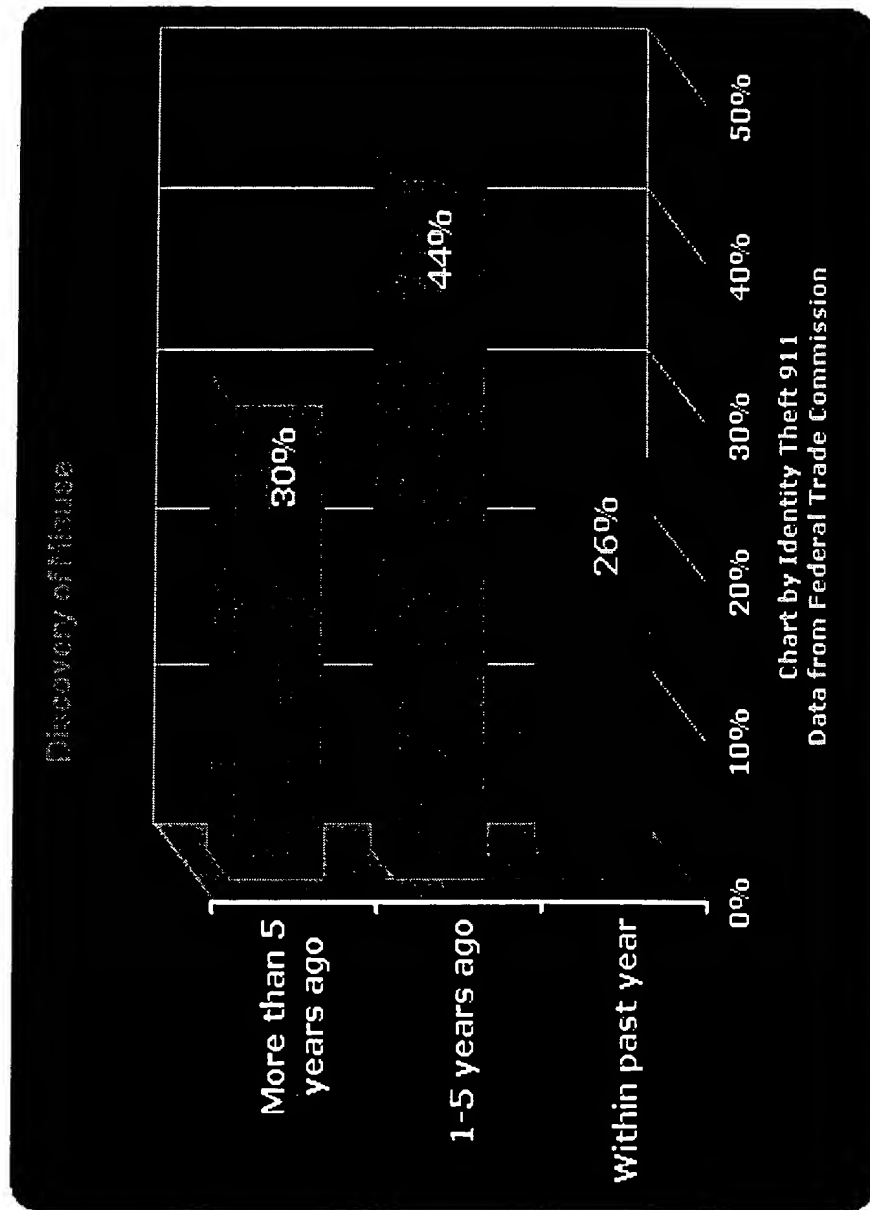 Discovery of Misuse
More than 5
years ago
30%
1-5 years ago
44%
Within past year
26%
0%
10%
20%
30%
40%
50%
Chart by Identity Theft 911
Data from Federal Trade Commission